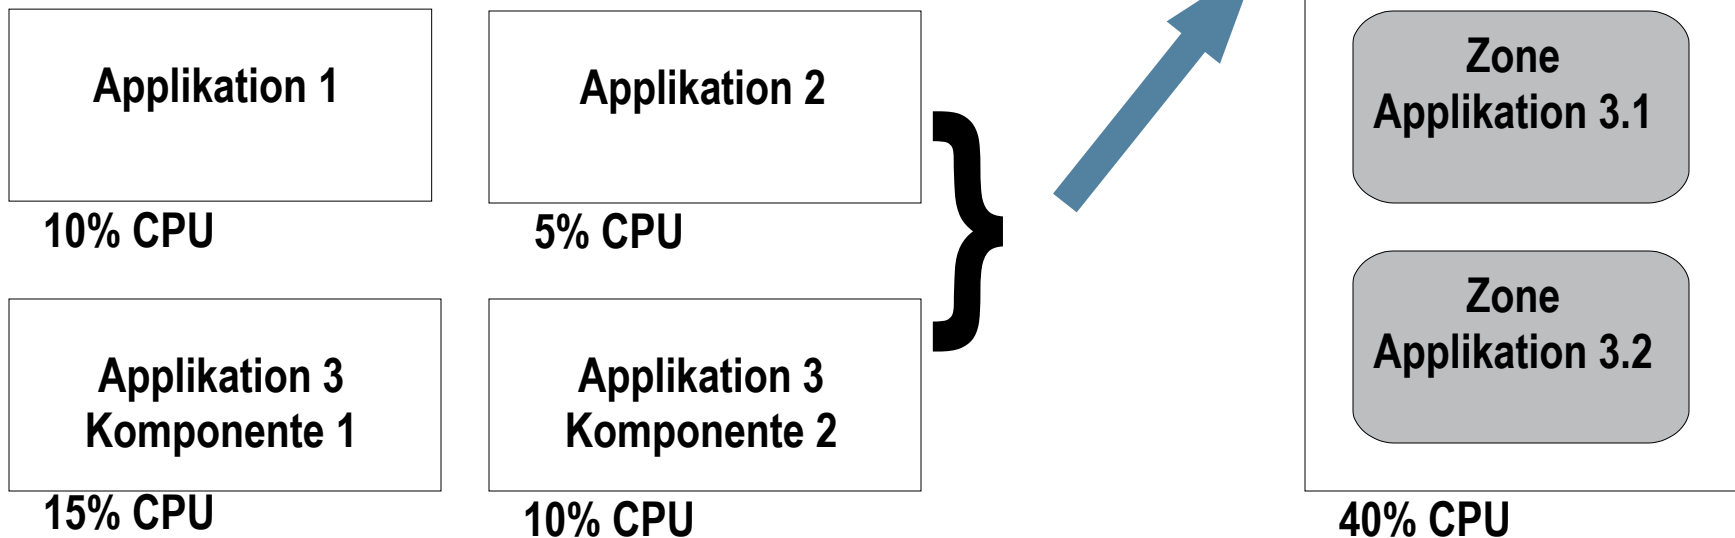 Applikation 1
10% CPU
Applikation 2
5% CPU
Applikation 3
Komponente 1
15% CPU
Applikation 3
Komponente 2
10% CPU
Zone
Applikation 3.1
Zone
Applikation 3.2
40% CPU